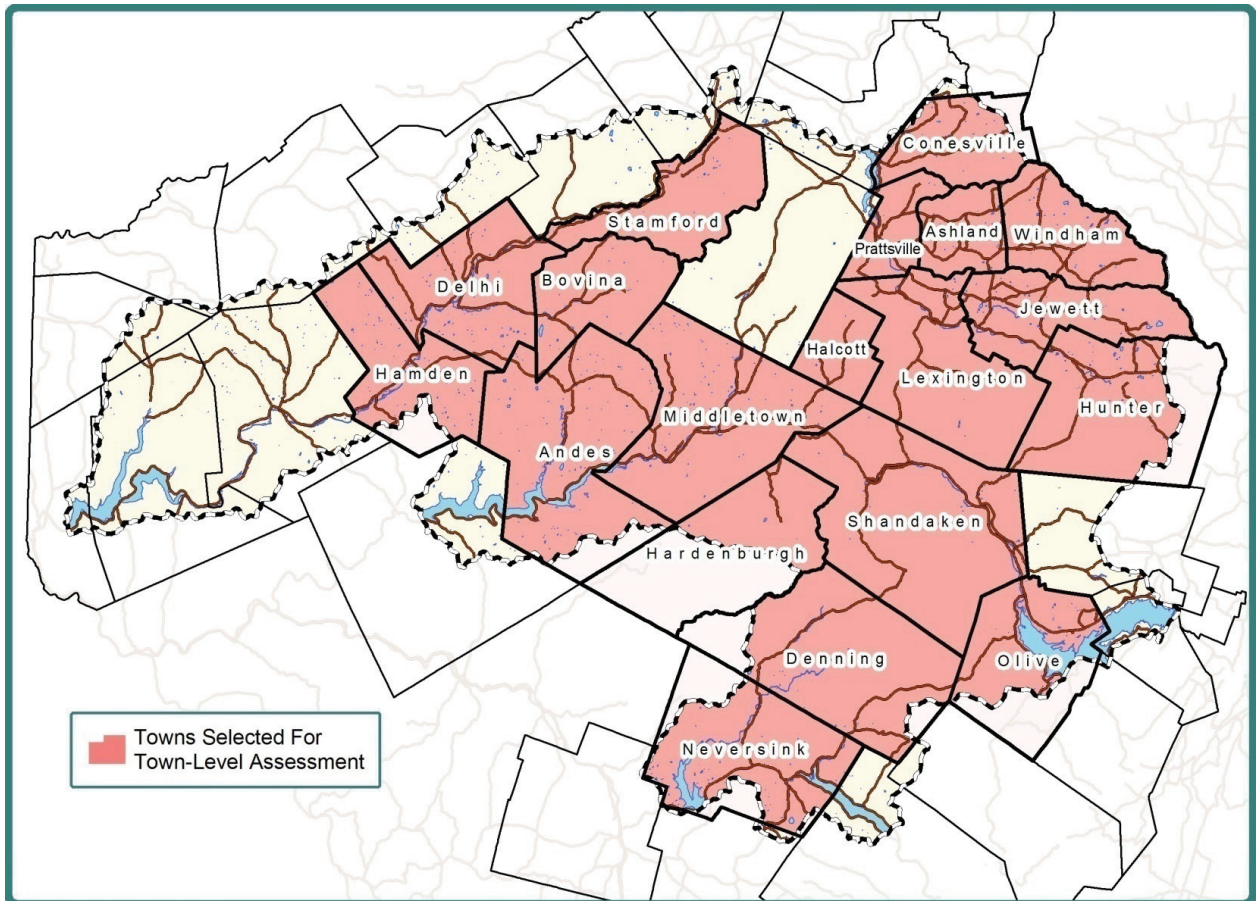 Conesville
Stamford
Prattsville
Ashland
Windham
Delhi
Bovina
Jewett
Halcott
Hamden
Lexington
Middletown
Hunter
Andes
Shandaken
Hardenburgh
Denning
Olive
Neversink
Towns Selected For
Town-Level Assessment